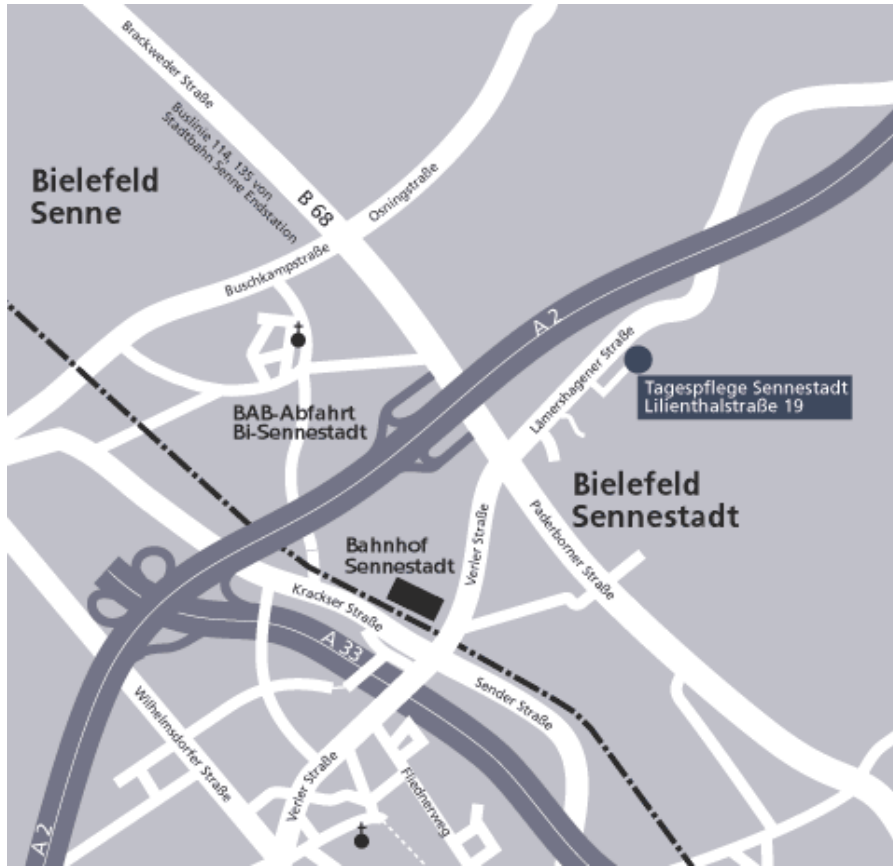 Brackweder Straße
Buslinie 114, 135 von
Stadtbahn Senne Endstation
Bielefeld
Senne
B 68
Osningstraße
Buschkampstraße
A 2
Lämershagener Straße
Tagespflege Sennestadt
Lilienthalstraße 19
BAB-Abfahrt
Bi-Sennestadt
Bielefeld
Sennestadt
Verler Straße
Paderborner Straße
Bahnhof
Sennestadt
Krackser Straße
A 33
Sender Straße
Wilhelmsdorfer Straße
Verler Straße
Fliednerweg
A 2